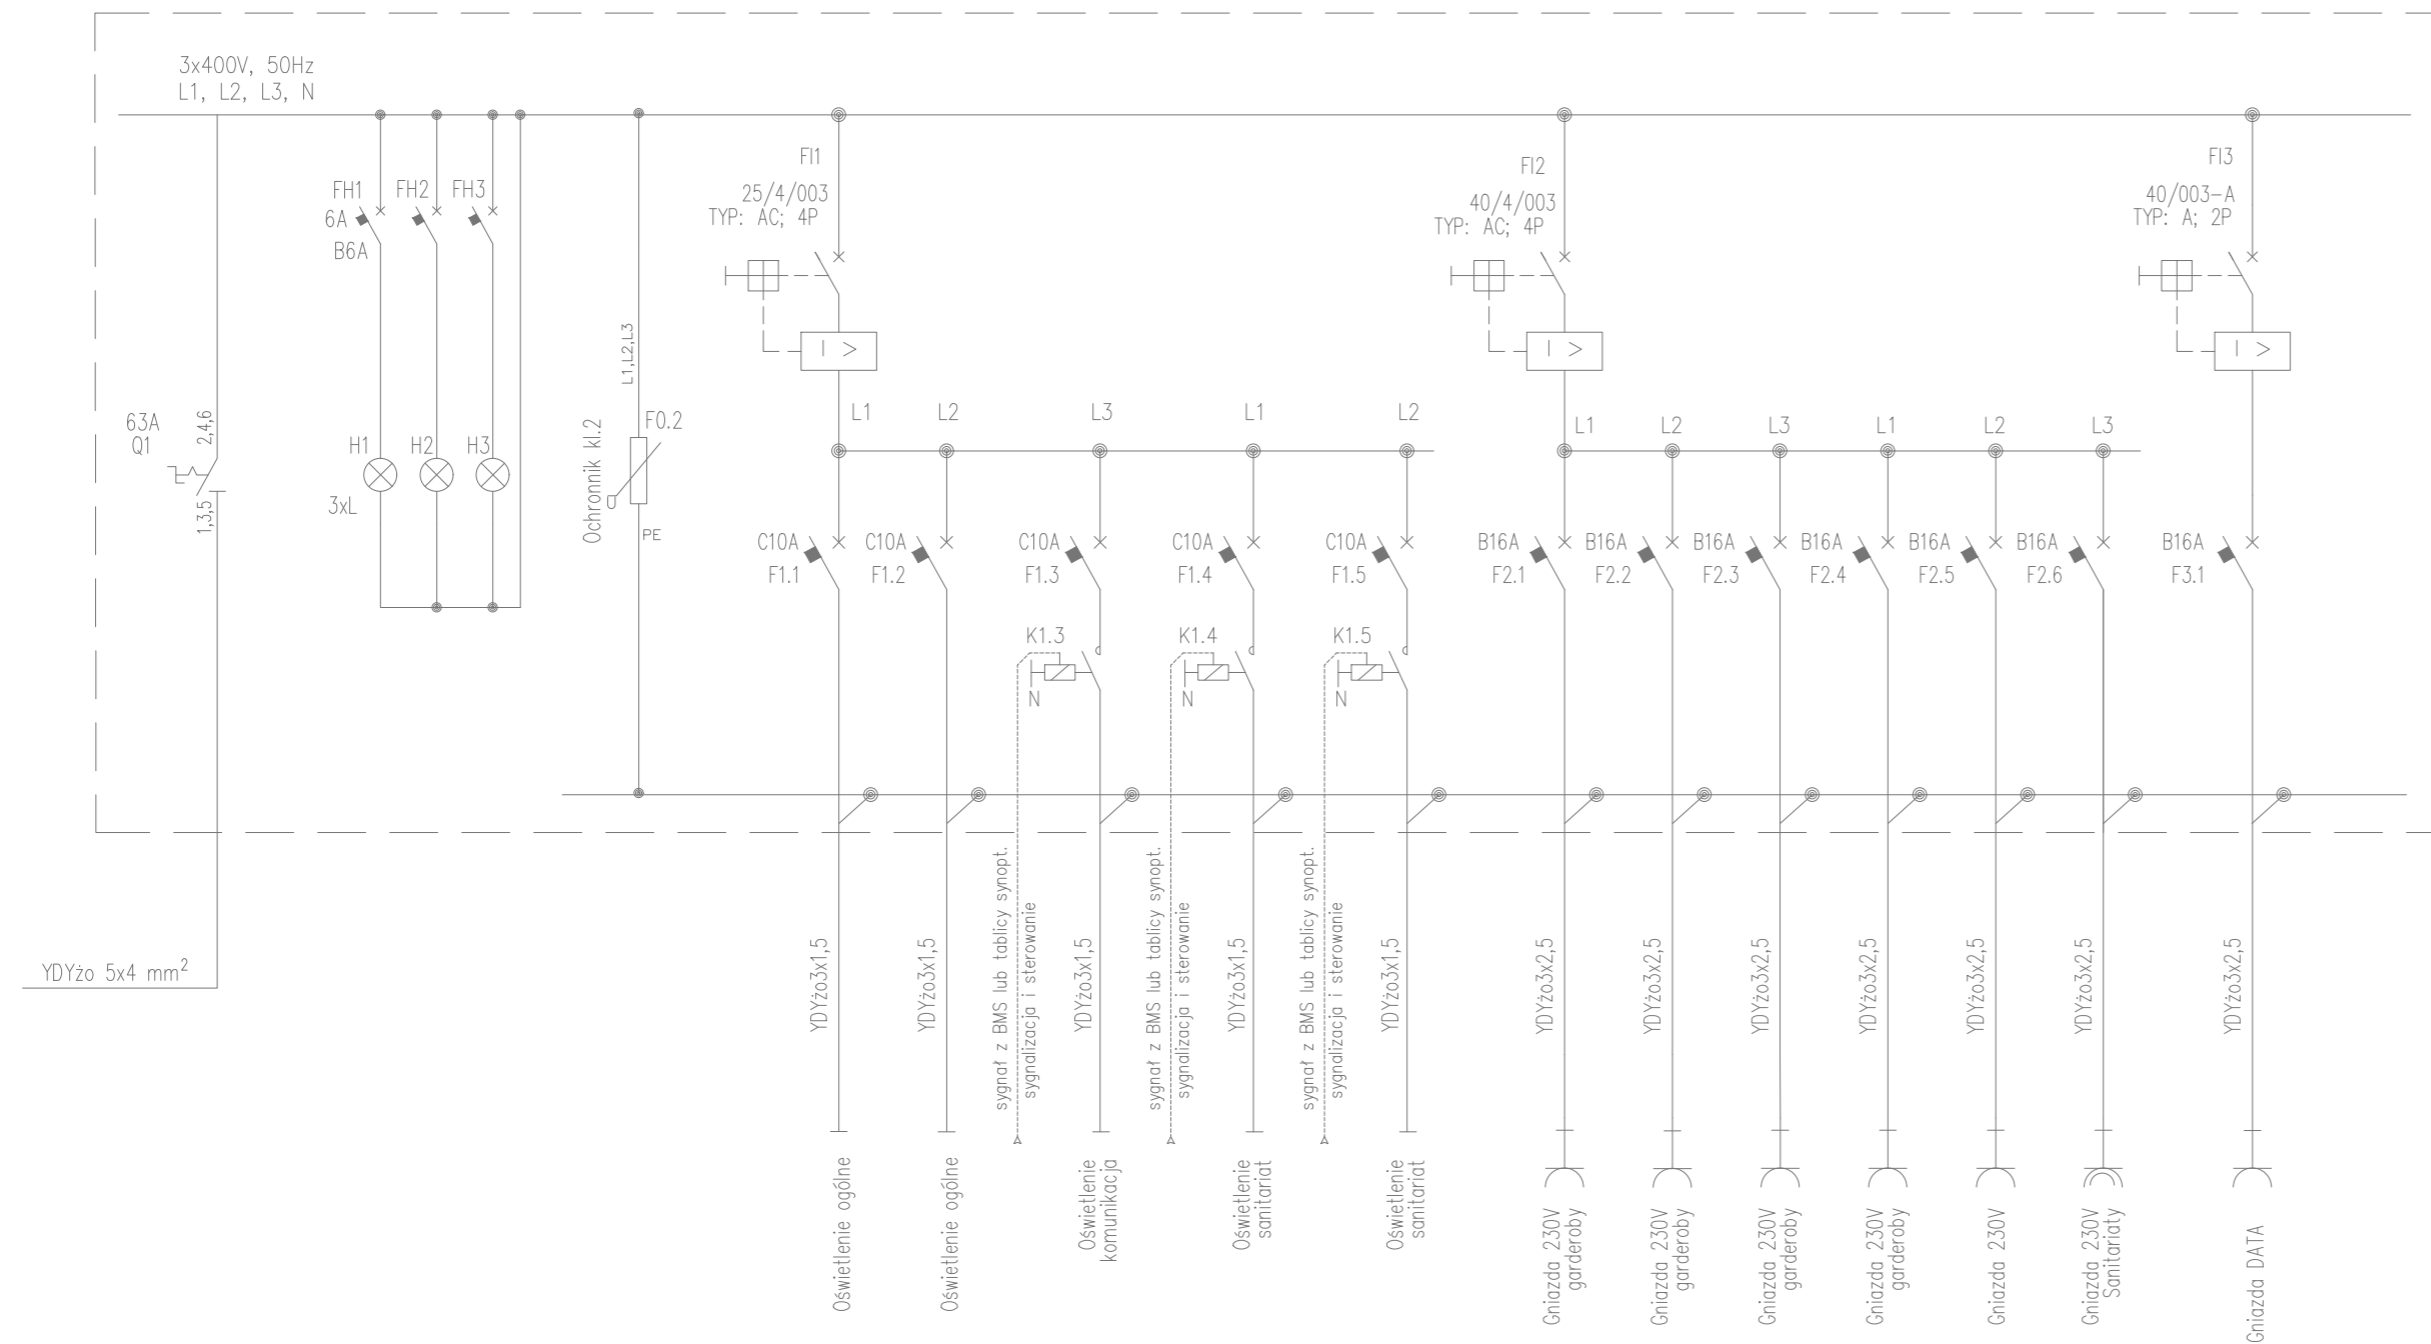 3x400V, 50Hz
L1, L2, L3, N
FH1
6A
B6A
FH2
FH3
63A
Q1
2,4,6
1,3,5
H1
H2
H3
3xL
L1,L2,L3
Ochronnik kl.2
F0.2
PE
FI1
25/4/003
TYP: AC; 4P
FI2
40/4/003
TYP: AC; 4P
FI3
40/003-A
TYP: A; 2P
L1
L2
L3
L1
L2
L1
L2
L3
L1
L2
L3
C10A
F1.1
C10A
F1.2
C10A
F1.3
C10A
F1.4
C10A
F1.5
B16A
F2.1
B16A
F2.2
B16A
F2.3
B16A
F2.4
B16A
F2.5
B16A
F2.6
B16A
F3.1
K1.3
N
K1.4
N
K1.5
N
YDYżo 5x4 mm²
YDYżo3x1,5
YDYżo3x1,5
sygnał z BMS lub tablicy synopt.
sygnalizacja i sterowanie
YDYżo3x1,5
sygnał z BMS lub tablicy synopt.
sygnalizacja i sterowanie
YDYżo3x1,5
sygnał z BMS lub tablicy synopt.
sygnalizacja i sterowanie
YDYżo3x1,5
YDYżo3x2,5
YDYżo3x2,5
YDYżo3x2,5
YDYżo3x2,5
YDYżo3x2,5
YDYżo3x2,5
YDYżo3x2,5
Oświetlenie ogólne
Oświetlenie ogólne
Oświetlenie
komunikacja
Oświetlenie
sanitariat
Oświetlenie
sanitariat
Gniazda 230V
garderoby
Gniazda 230V
garderoby
Gniazda 230V
garderoby
Gniazda 230V
garderoby
Gniazda 230V
Gniazda 230V
Sanitariaty
Gniazda DATA